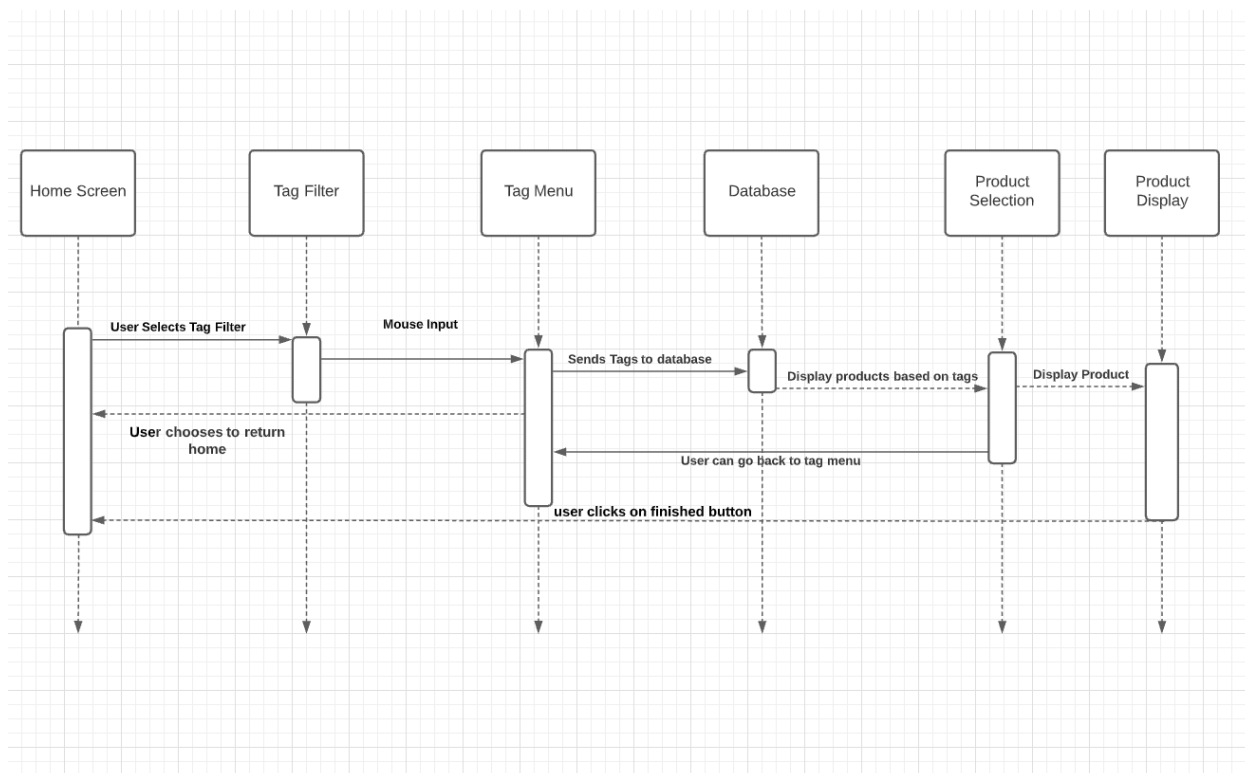 Home Screen
Tag Filter
Tag Menu
Database
Product
Selection
Product
Display
User Selects Tag Filter
Mouse Input
Sends Tags to database
Display products based on tags
Display Product
User chooses to return
home
User can go back to tag menu
user clicks on finished button